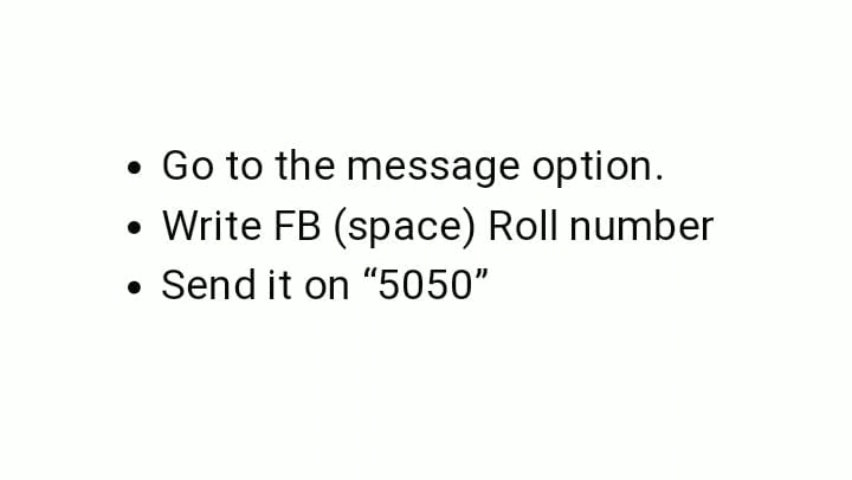 • Go to the message option.
• Write FB (space) Roll number
• Send it on “5050”